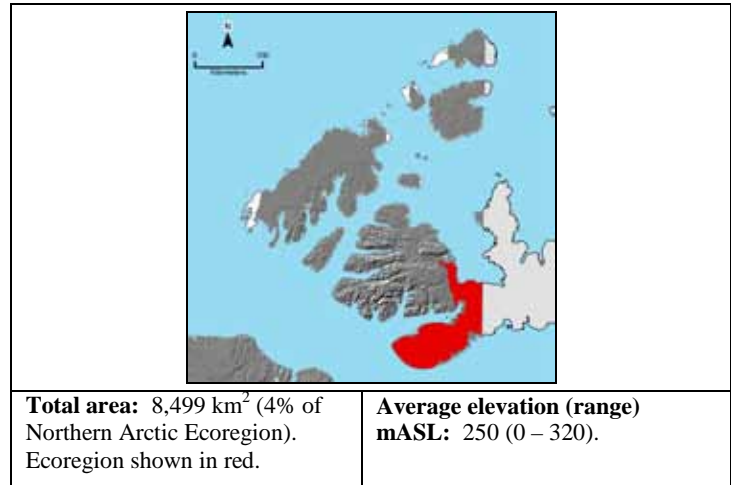 N
0
Total area: 8,499 km2 (4% of
Northern Arctic Ecoregion).
Ecoregion shown in red.
Average elevation (range)
mASL: 250 (0 – 320).